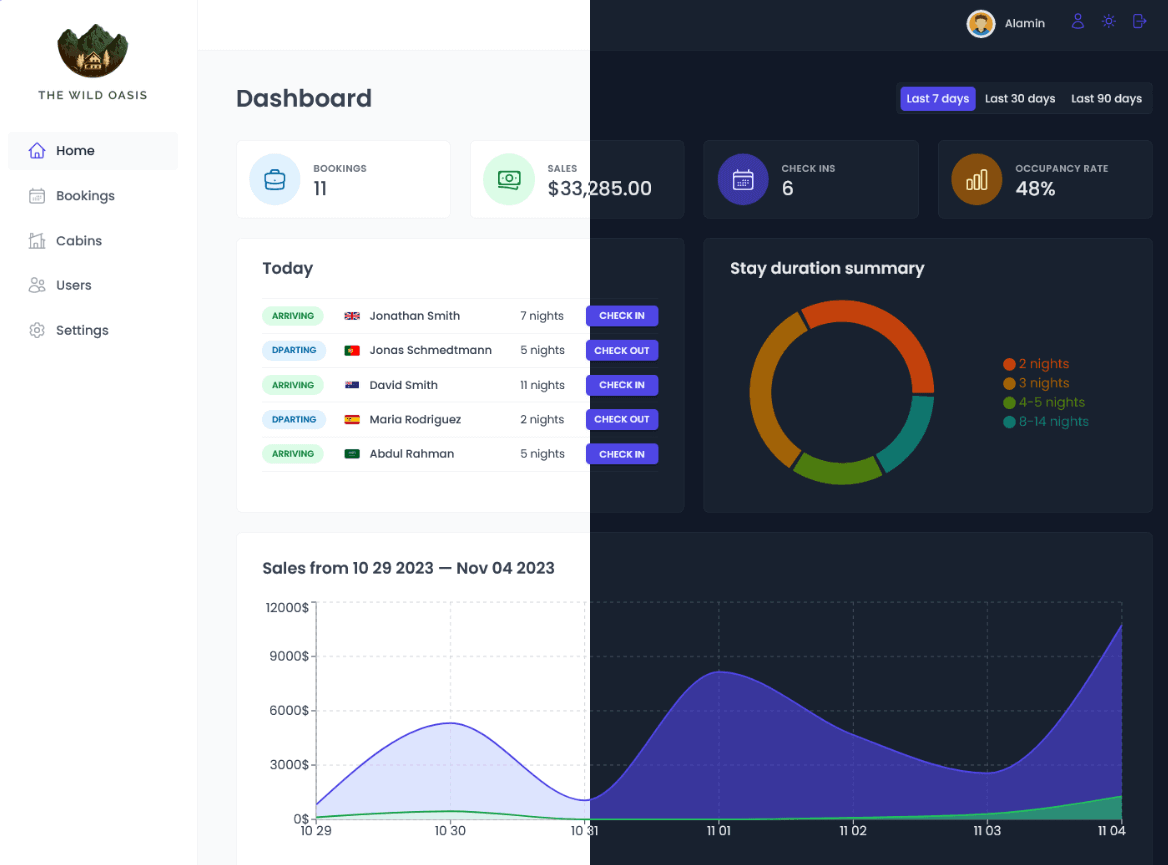 Alamin
THE WILD OASIS
Home
Bookings
Cabins
Users
Settings
Dashboard
Last 7 days Last 30 days Last 90 days
BOOKINGS
11
SALES
$33,285.00
CHECK INS
6
OCCUPANCY RATE
48%
Today
ARRIVING Jonathan Smith 7 nights CHECK IN
DPARTING Jonas Schmedtmann 5 nights CHECK OUT
ARRIVING David Smith 11 nights CHECK IN
DPARTING Maria Rodriguez 2 nights CHECK OUT
ARRIVING Abdul Rahman 5 nights CHECK IN
Stay duration summary
2 nights
3 nights
4-5 nights
8-14 nights
Sales from 10 29 2023 — Nov 04 2023
12000$
9000$
6000$
3000$
0$
10 29 10 30 10 31 11 01 11 02 11 03 11 04